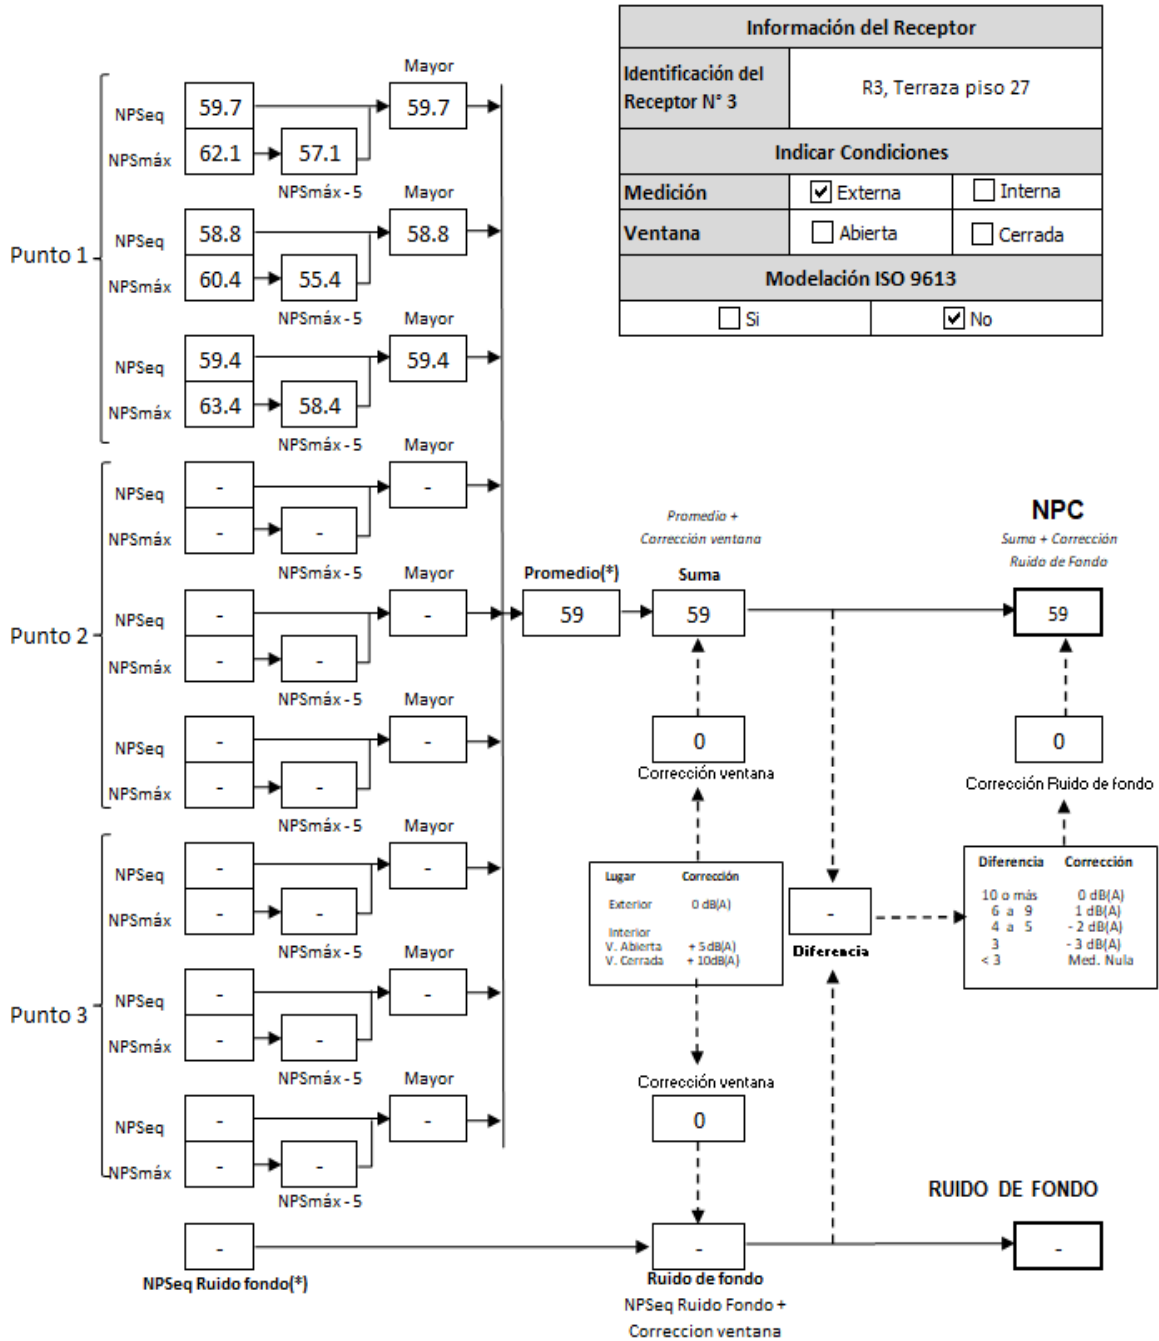 Información del Receptor
Identificación del
Receptor N° 3
R3, Terraza piso 27
Indicar Condiciones
Medición
✔ Externa
Interna
Ventana
Abierta
Cerrada
Modelación ISO 9613
Si
✔ No
Punto 1
Mayor
NPSeq
59.7
59.7
NPSmáx
62.1
57.1
NPSmáx - 5
Mayor
NPSeq
58.8
58.8
NPSmáx
60.4
55.4
NPSmáx - 5
Mayor
NPSeq
59.4
59.4
NPSmáx
63.4
58.4
NPSmáx - 5
Punto 2
Mayor
NPSeq
-
-
NPSmáx
-
-
NPSmáx - 5
Mayor
NPSeq
-
-
NPSmáx
-
-
NPSmáx - 5
Mayor
NPSeq
-
-
NPSmáx
-
-
NPSmáx - 5
Punto 3
Mayor
NPSeq
-
-
NPSmáx
-
-
NPSmáx - 5
Mayor
NPSeq
-
-
NPSmáx
-
-
NPSmáx - 5
Mayor
NPSeq
-
-
NPSmáx
-
-
NPSmáx - 5
-
NPSeq Ruido fondo(*)
Promedio(*)
59
Promedio +
Corrección ventana
Suma
59
0
Corrección ventana
Lugar Corrección
Exterior 0 dB(A)
Interior
V. Abierta + 5 dB(A)
V. Cerrada + 10dB(A)
Corrección ventana
0
-
Ruido de fondo
NPSeq Ruido Fondo +
Correccion ventana
-
Diferencia
NPC
Suma + Corrección
Ruido de Fondo
59
0
Corrección Ruido de fondo
Diferencia Corrección
10 o más 0 dB(A)
6 a 9 1 dB(A)
4 a 5 - 2 dB(A)
3 - 3 dB(A)
< 3 Med. Nula
RUIDO DE FONDO
-